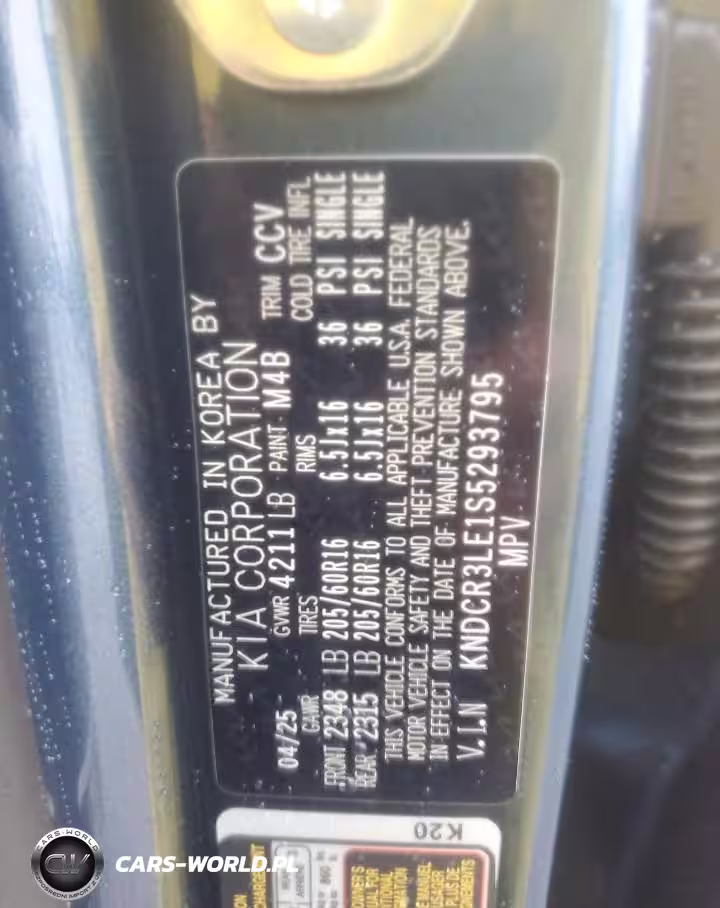 MANUFACTURED IN KOREA BY
KIA CORPORATION
04/25 GVWR 4211 LB PAINT M4B TRIM CCV
GAWR TIRES RIMS COLD TIRE INFL
FRONT 2348 LB 205/60R16 6.5Jx16 36 PSI SINGLE
REAR 2315 LB 205/60R16 6.5Jx16 36 PSI SINGLE
THIS VEHICLE CONFORMS TO ALL APPLICABLE U.S.A. FEDERAL
MOTOR VEHICLE SAFETY AND THEFT PREVENTION STANDARDS
IN EFFECT ON THE DATE OF MANUFACTURE SHOWN ABOVE.
V.I.N KNDCR3LE1S5293795
MPV
K20
CARS-WORLD
CW
CARS-WORLD.PL